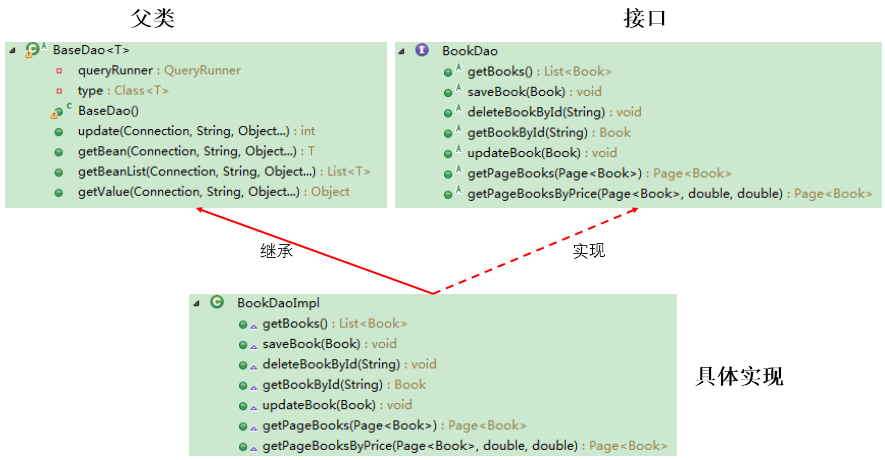 父类
BaseDao<T>
queryRunner : QueryRunner
type : Class<T>
BaseDao()
update(Connection, String, Object...) : int
getBean(Connection, String, Object...) : T
getBeanList(Connection, String, Object...) : List<T>
getValue(Connection, String, Object...) : Object
接口
BookDao
getBooks() : List<Book>
saveBook(Book) : void
deleteBookById(String) : void
getBookById(String) : Book
updateBook(Book) : void
getPageBooks(Page<Book>) : Page<Book>
getPageBooksByPrice(Page<Book>, double, double) : Page<Book>
继承
实现
BookDaoImpl
getBooks() : List<Book>
saveBook(Book) : void
deleteBookById(String) : void
getBookById(String) : Book
updateBook(Book) : void
getPageBooks(Page<Book>) : Page<Book>
getPageBooksByPrice(Page<Book>, double, double) : Page<Book>
具体实现